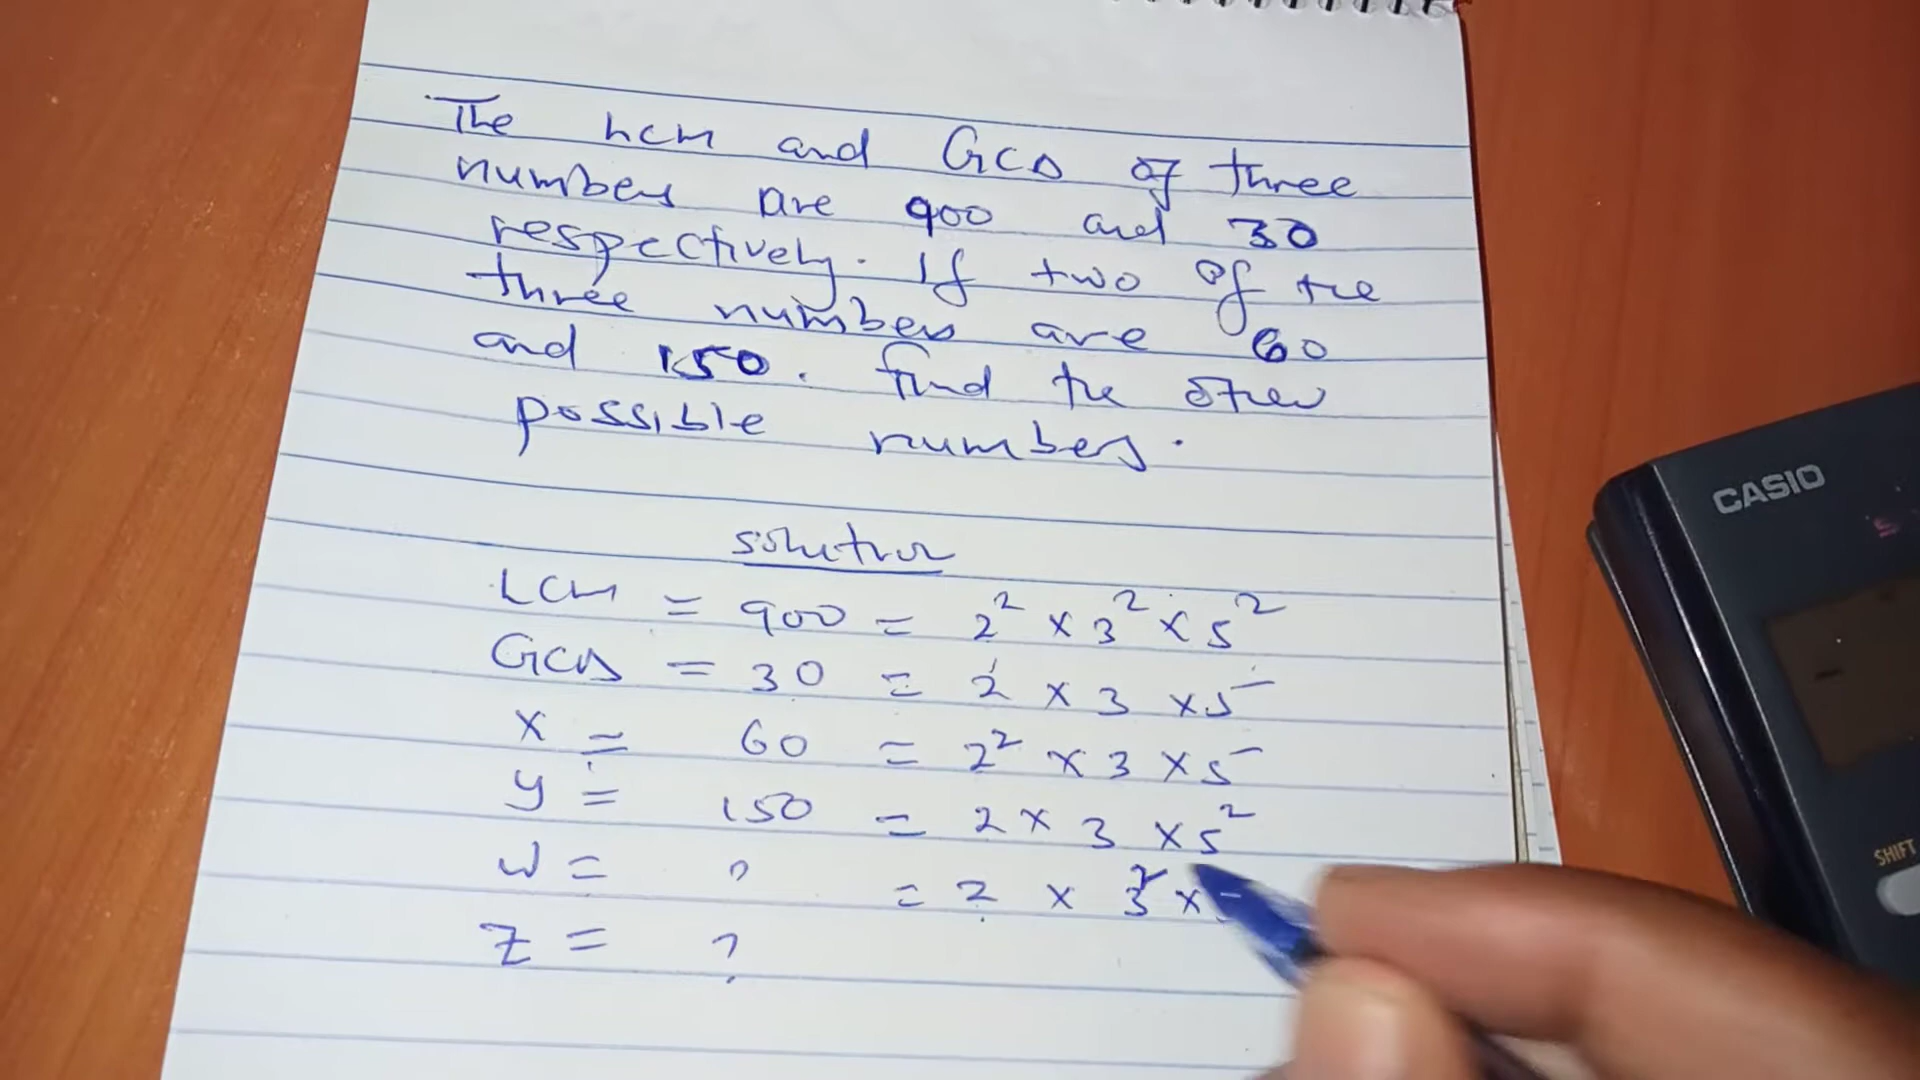 The LCM and GCD of three
numbers are 900 and 30
respectively. If two of the
three numbers are 60
and 150. find the other
possible numbers.
solution
LCM = 900 = 2² × 3² × 5²
GCD = 30 = 2 × 3 × 5
X = 60 = 2² × 3 × 5
y = 150 = 2 × 3 × 5²
W = ? = 2 × 3² ×
Z = ?
CASIO
S
SHIFT